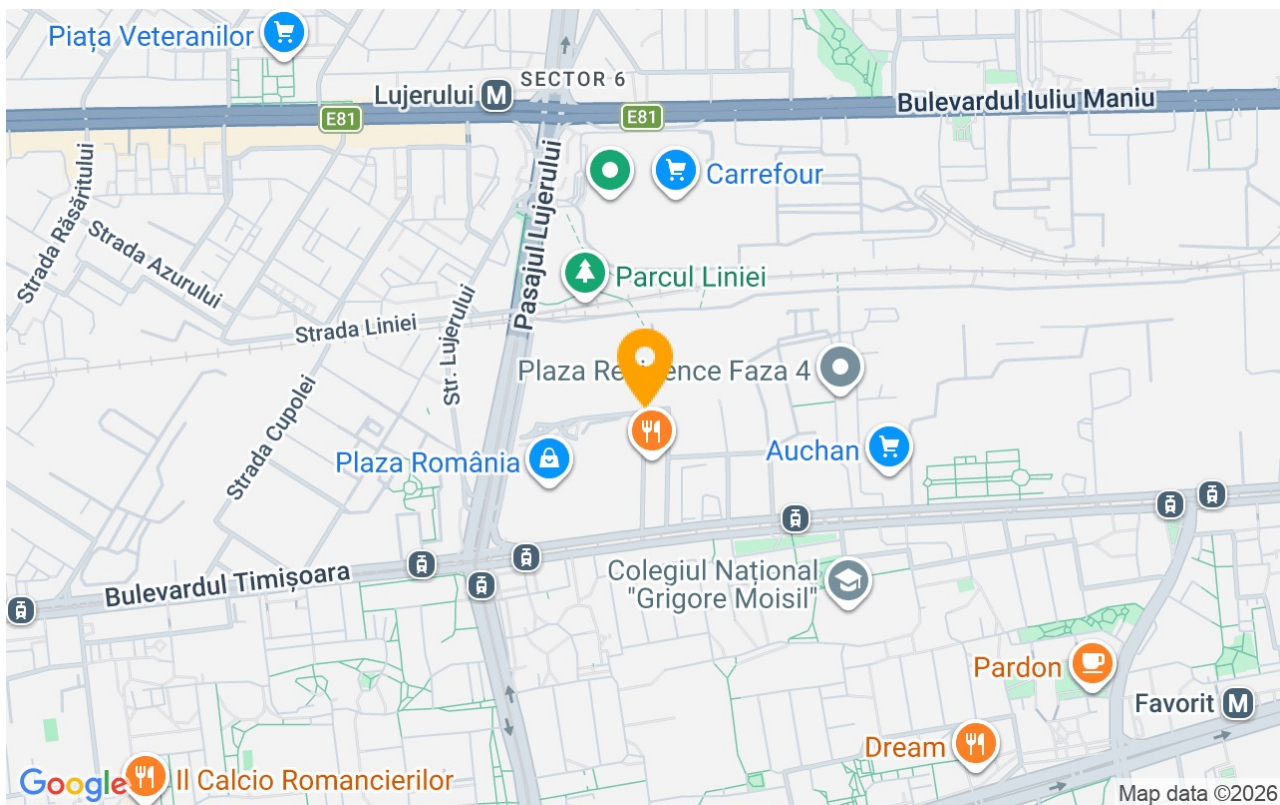 Piața Veteranilor
SECTOR 6
Lujerului M
Bulevardul Iuliu Maniu
E81
E81
Carrefour
Strada Răsăritului
Strada Azurului
Pasajul Lujerului
Parcul Liniei
Strada Liniei
Str. Lujerului
Plaza Residence Faza 4
Strada Cupolei
Plaza România
Auchan
Bulevardul Timișoara
Colegiul Național
"Grigore Moisil"
Pardon
Favorit M
Dream
Google
Il Calcio Romancierilor
Map data ©2026